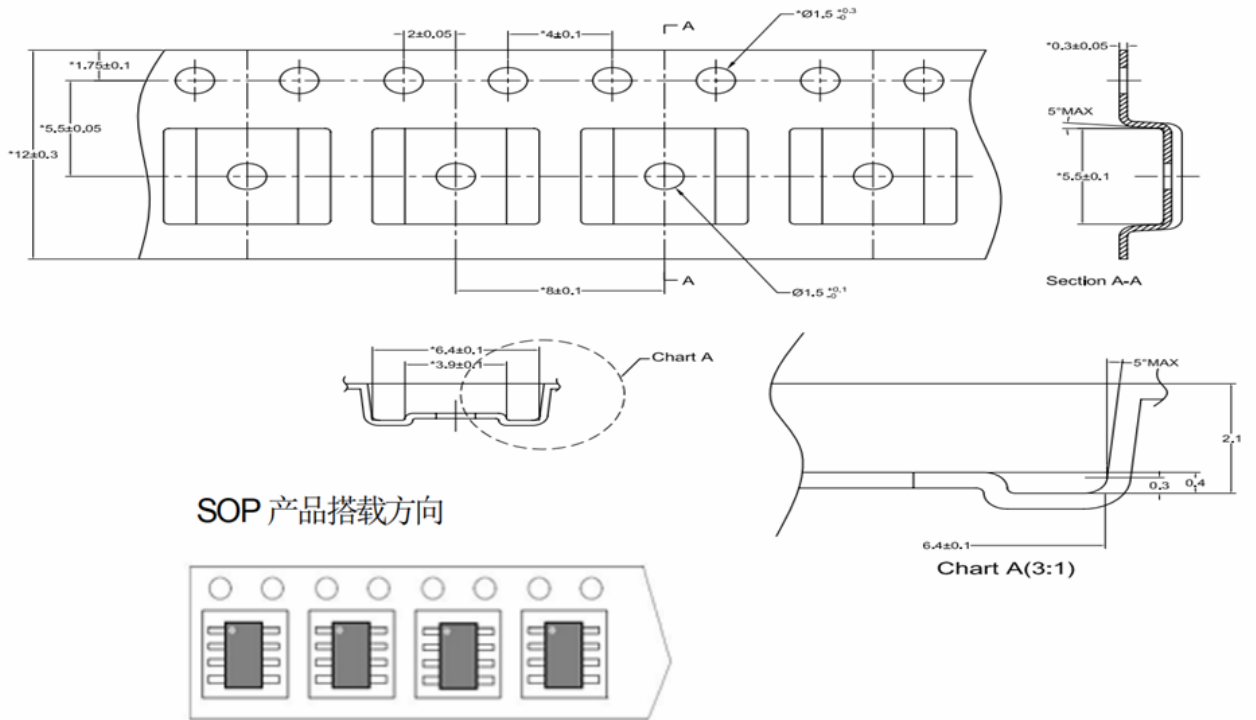 *Ø1.5 +0.3 -0
A
2±0.05
*4±0.1
*0.3±0.05
*1.75±0.1
5°MAX
*5.5±0.05
*12±0.3
*5.5±0.1
A
Section A-A
*8±0.1
Ø1.5 +0.1 -0
*6.4±0.1
Chart A
*3.9±0.1
5°MAX
2.1
0.3
0.4
SOP 产品搭载方向
6.4±0.1
Chart A(3:1)